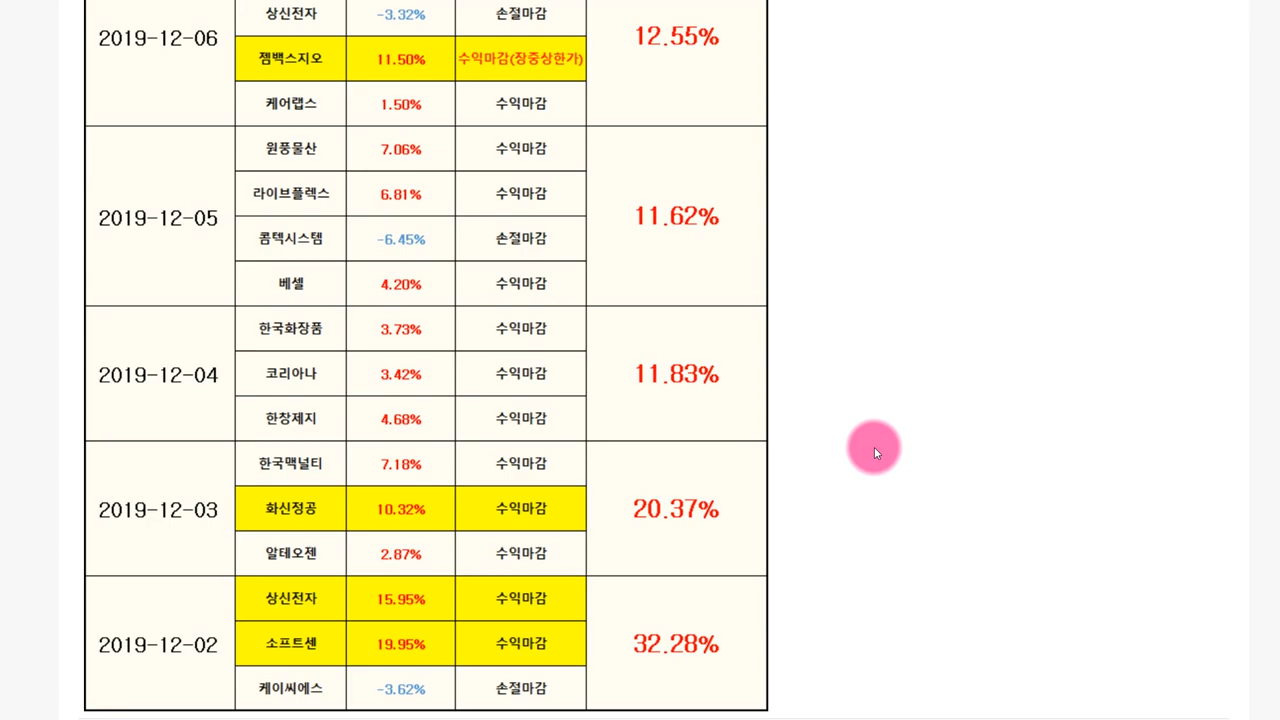 상신전자 -3.32% 손절마감
2019-12-06 12.55%
젬백스지오 11.50% 수익마감(장중상한가)
케어랩스 1.50% 수익마감
원풍물산 7.06% 수익마감
라이브플렉스 6.81% 수익마감
2019-12-05 11.62%
콤텍시스템 -6.45% 손절마감
베셀 4.20% 수익마감
한국화장품 3.73% 수익마감
2019-12-04 코리아나 3.42% 수익마감 11.83%
한창제지 4.68% 수익마감
한국맥널티 7.18% 수익마감
2019-12-03 화신정공 10.32% 수익마감 20.37%
알테오젠 2.87% 수익마감
상신전자 15.95% 수익마감
2019-12-02 소프트센 19.95% 수익마감 32.28%
케이씨에스 -3.62% 손절마감